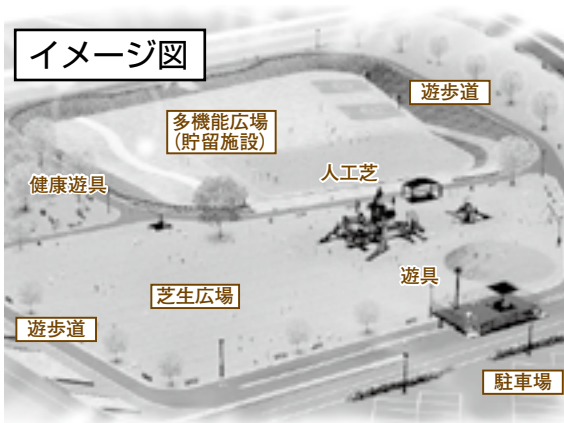 イメージ図
遊歩道
多機能広場
(貯留施設)
人工芝
健康遊具
遊具
芝生広場
遊歩道
駐車場